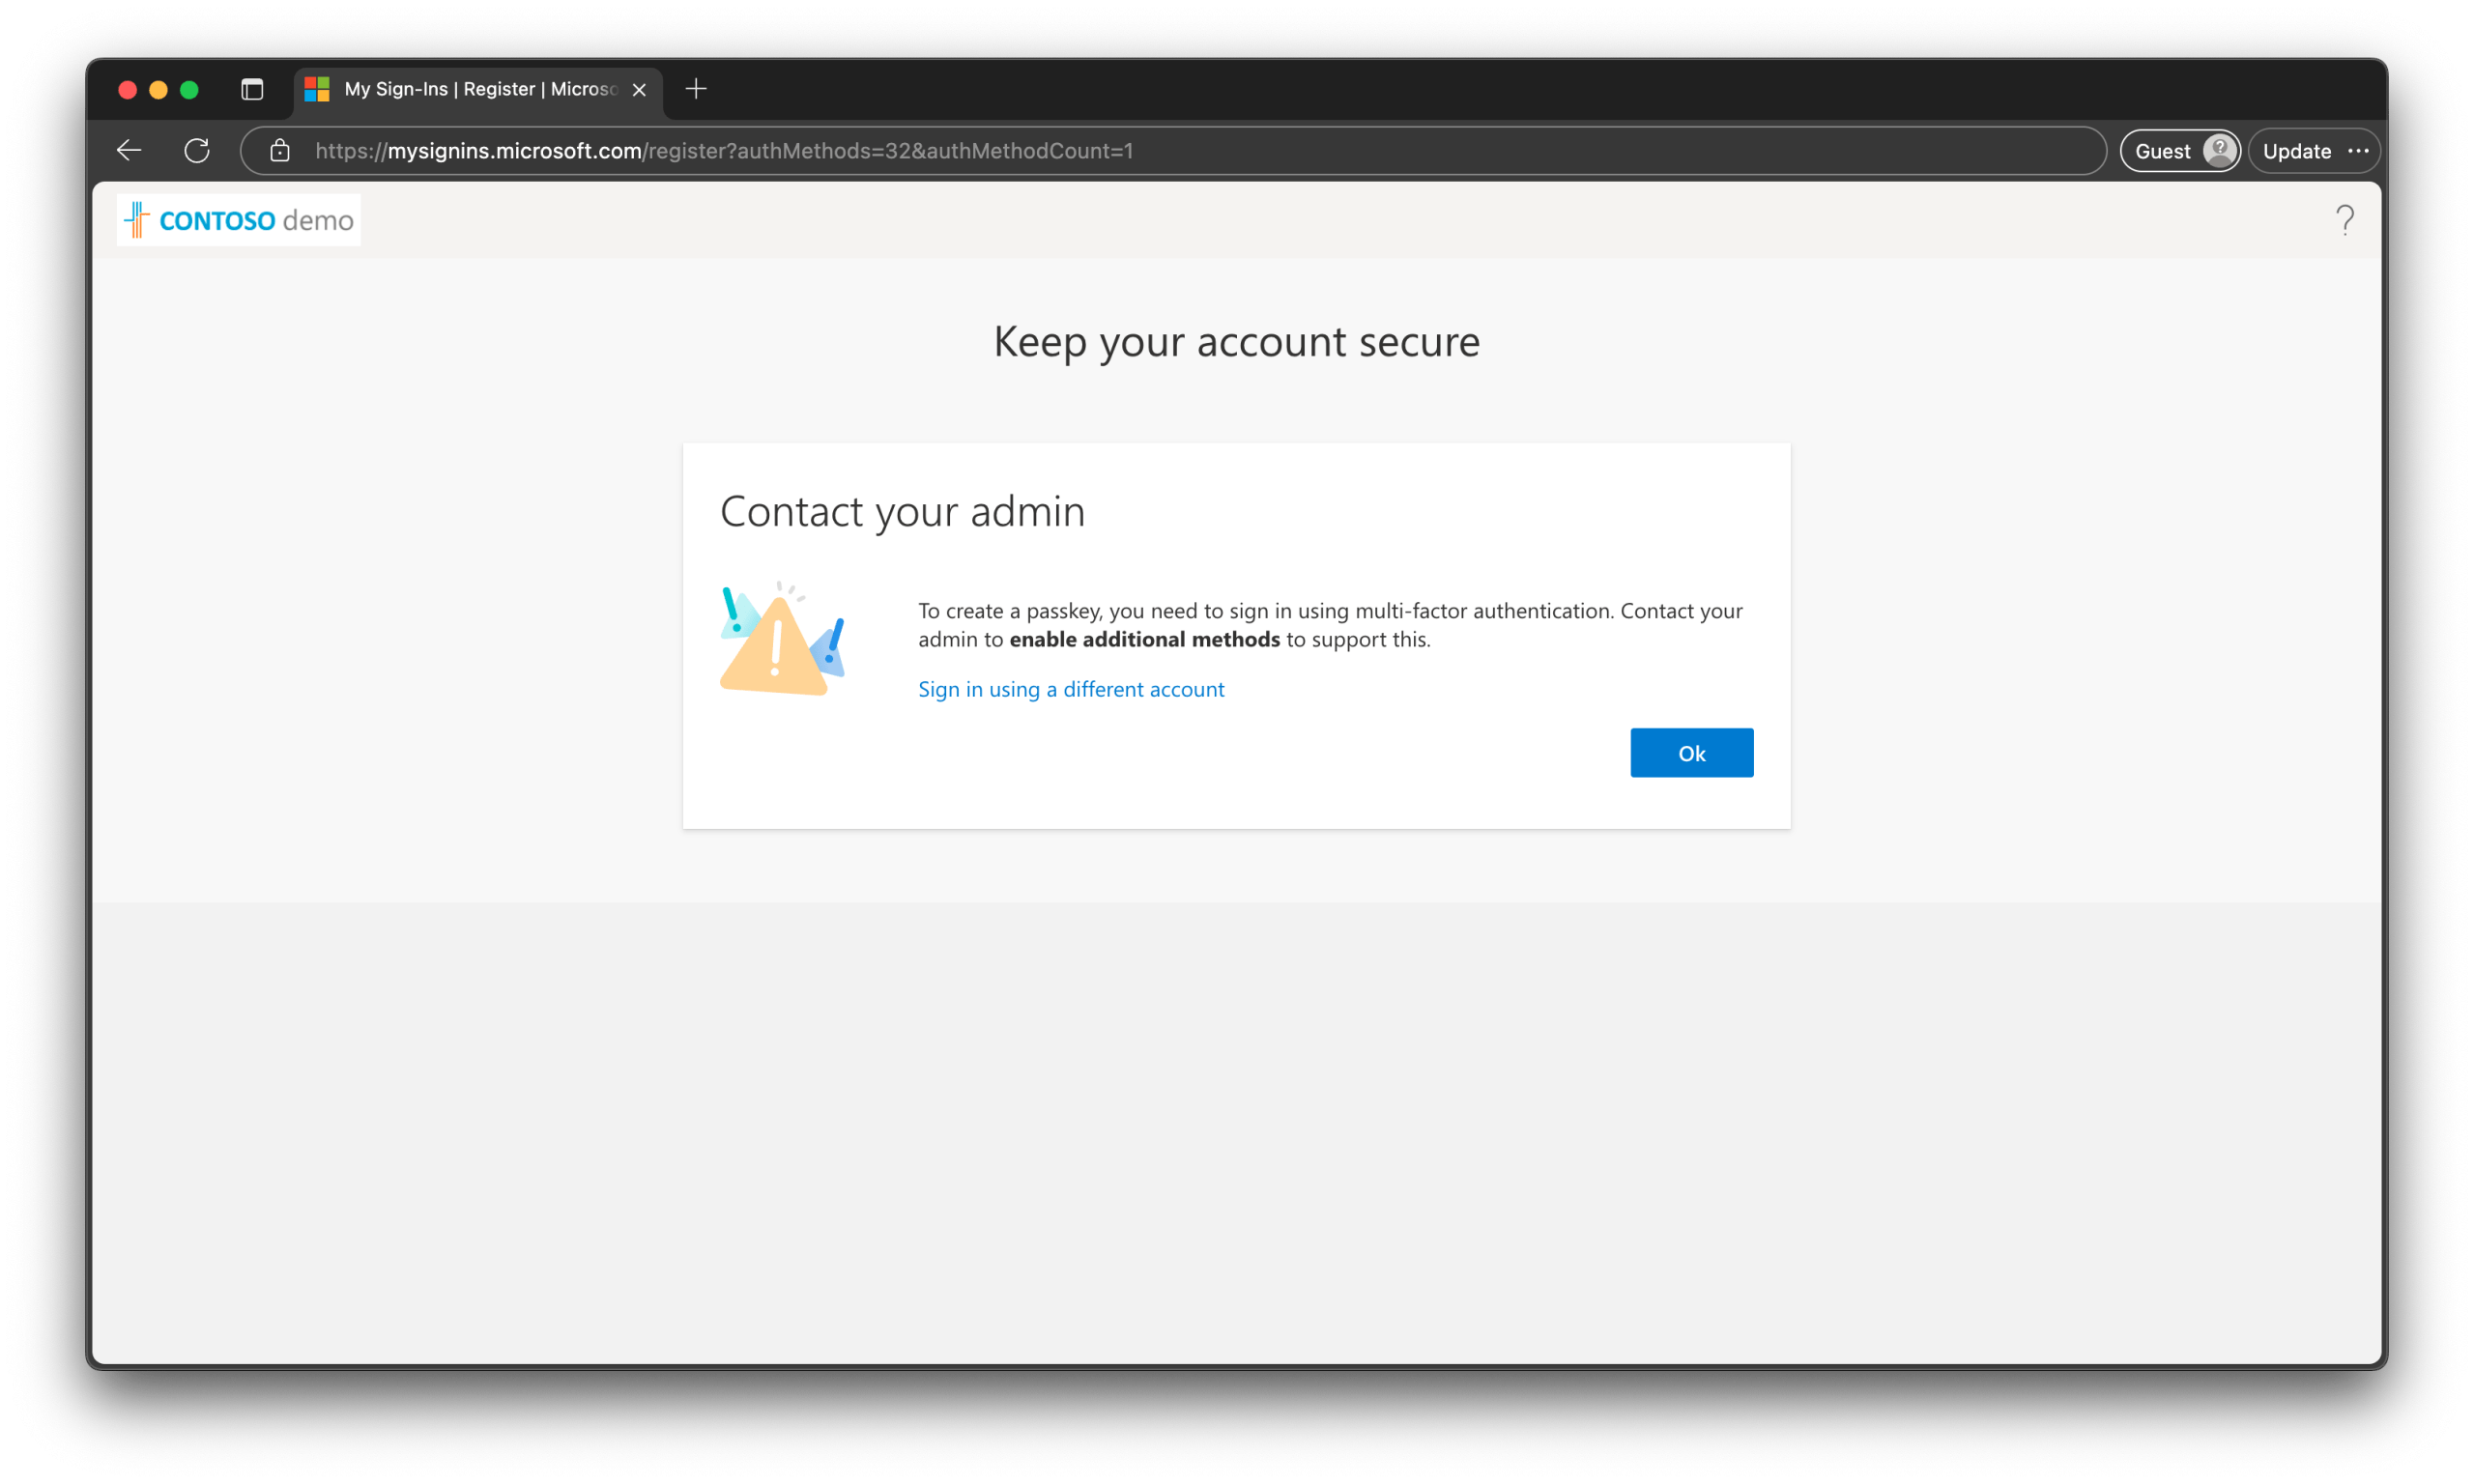 My Sign-Ins | Register | Microso
https://mysignins.microsoft.com/register?authMethods=32&authMethodCount=1
Guest
Update
CONTOSO demo
Keep your account secure
Contact your admin
To create a passkey, you need to sign in using multi-factor authentication. Contact your
admin to enable additional methods to support this.
Sign in using a different account
Ok